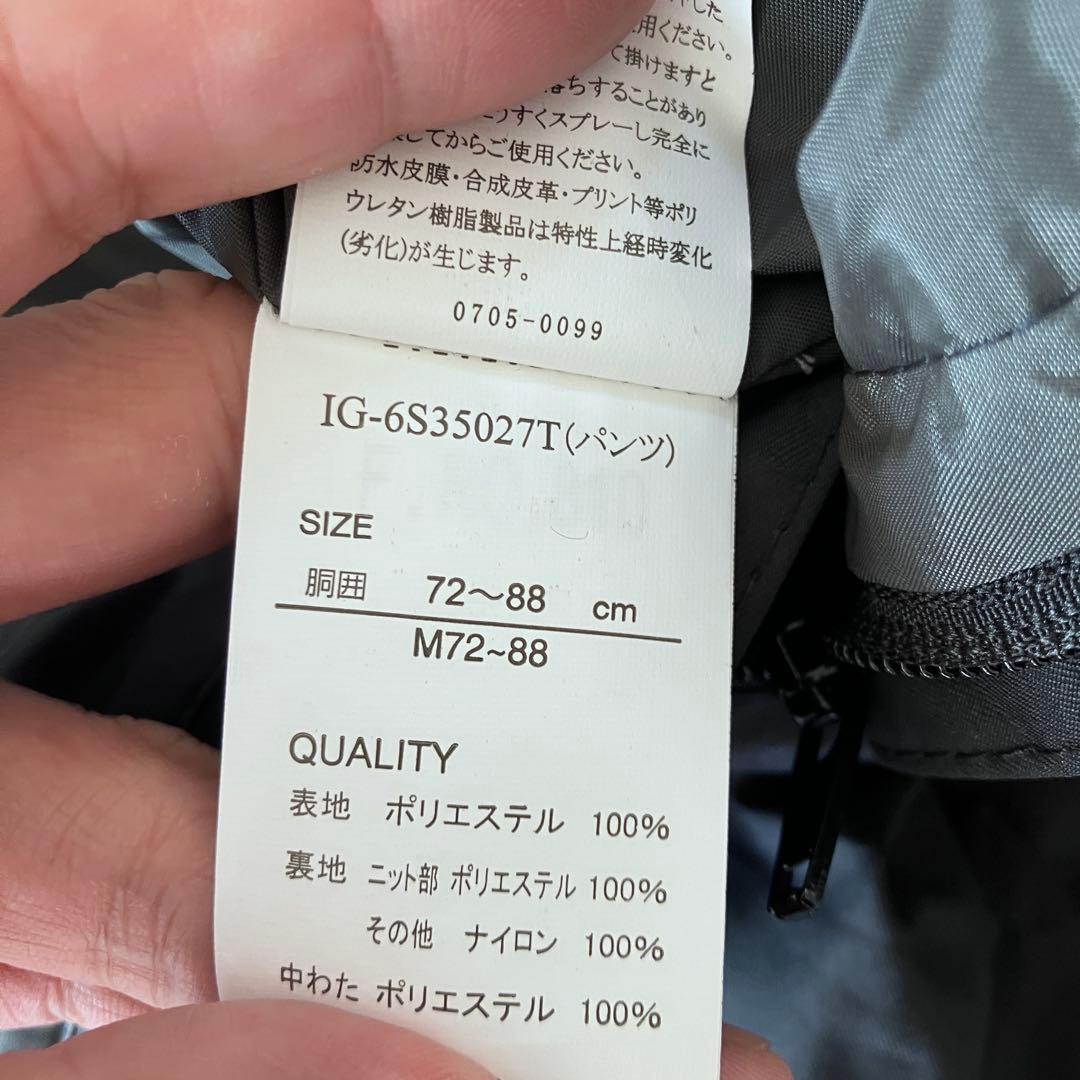 した
用ください。
て掛けますと
ちすることがあり
うすくスプレーし完全に
してからご使用ください。
防水皮膜・合成皮革・プリント等ポリ
ウレタン樹脂製品は特性上経時変化
(劣化)が生じます。
0705-0099
IG-6S35027T(パンツ)
SIZE
胴囲 72～88 cm
M72~88
QUALITY
表地 ポリエステル 100%
裏地 ニット部 ポリエステル 100%
その他 ナイロン 100%
中わた ポリエステル 100%